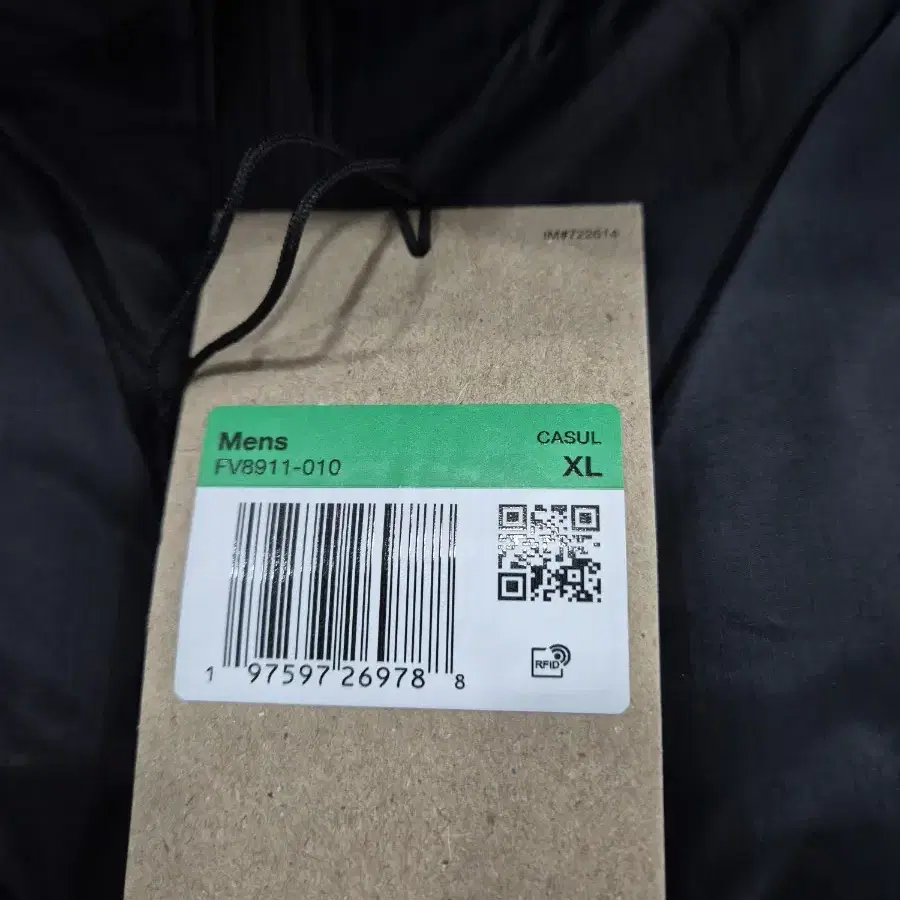 IM#722614
Mens
CASUL
FV8911-010
XL
1 97597 26978 8
RFID